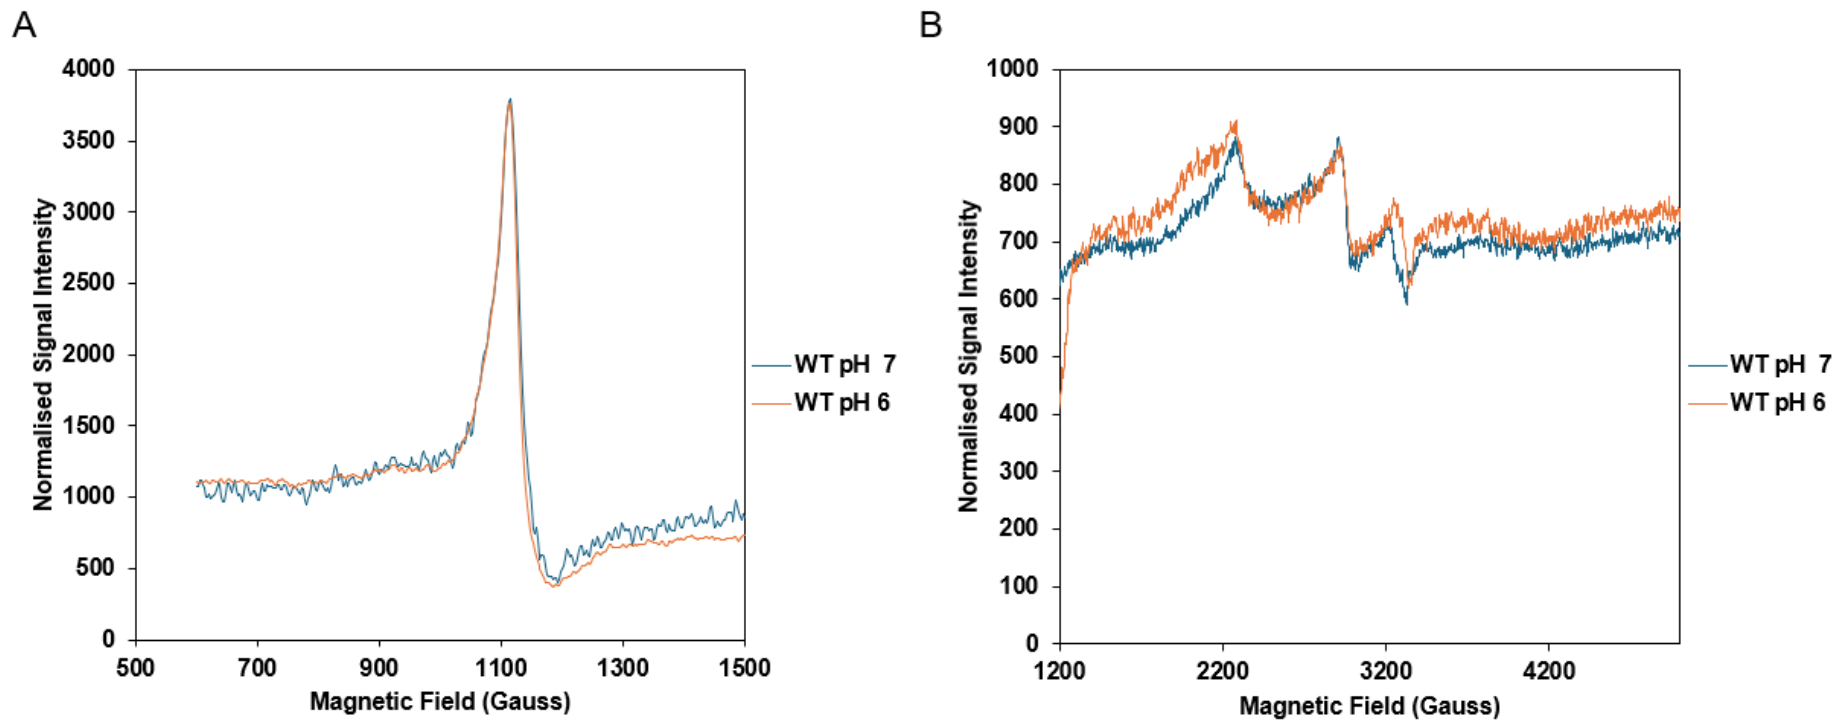 A
B
Normalised Signal Intensity
4000
3500
3000
2500
2000
1500
1000
500
0
500 700 900 1100 1300 1500
Magnetic Field (Gauss)
WT pH 7
WT pH 6
Normalised Signal Intensity
1000
900
800
700
600
500
400
300
200
100
0
1200 2200 3200 4200
Magnetic Field (Gauss)
WT pH 7
WT pH 6